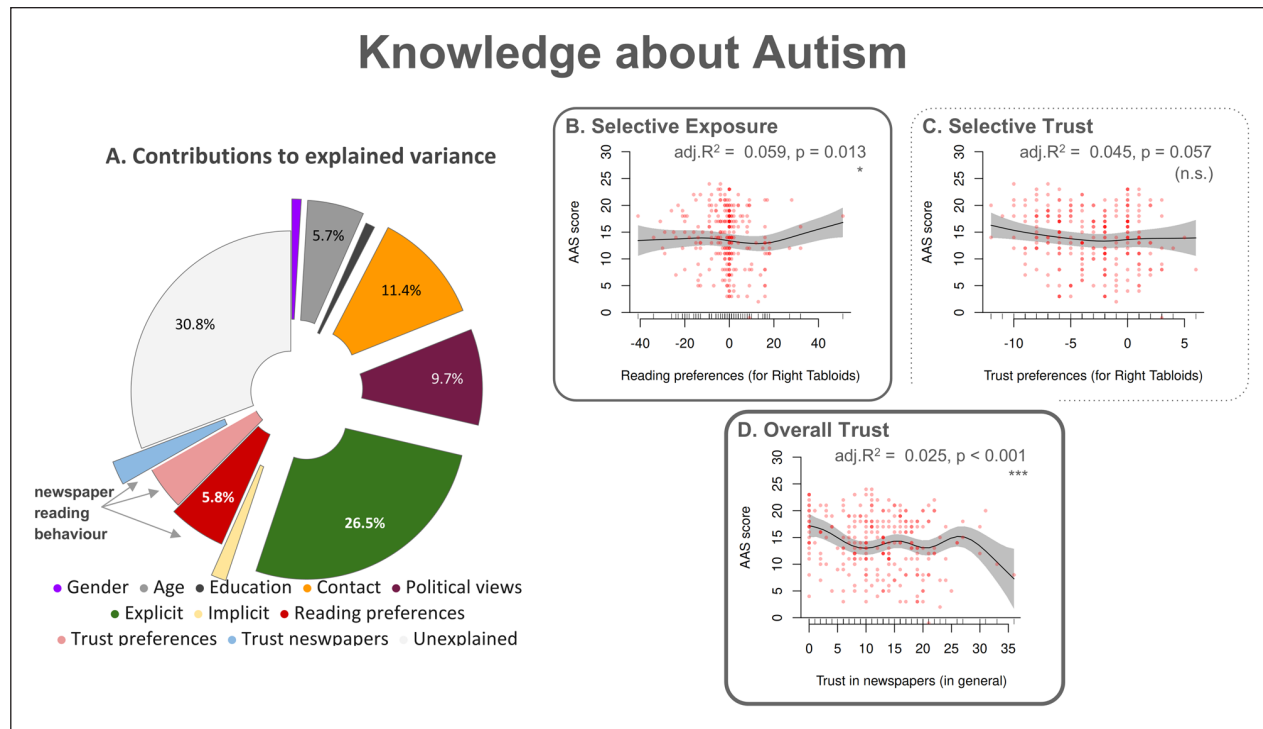 Knowledge about Autism
A. Contributions to explained variance
5.7%
11.4%
9.7%
26.5%
5.8%
30.8%
newspaper
reading
behaviour
Gender Age Education Contact Political views
Explicit Implicit Reading preferences
Trust preferences Trust newspapers Unexplained
B. Selective Exposure
adj.R² = 0.059, p = 0.013
*
AAS score
30
25
20
15
10
5
0
-40 -20 0 20 40
Reading preferences (for Right Tabloids)
C. Selective Trust
adj.R² = 0.045, p = 0.057
(n.s.)
AAS score
30
25
20
15
10
5
0
-10 -5 0 5
Trust preferences (for Right Tabloids)
D. Overall Trust
adj.R² = 0.025, p < 0.001
***
AAS score
30
25
20
15
10
5
0
0 5 10 15 20 25 30 35
Trust in newspapers (in general)